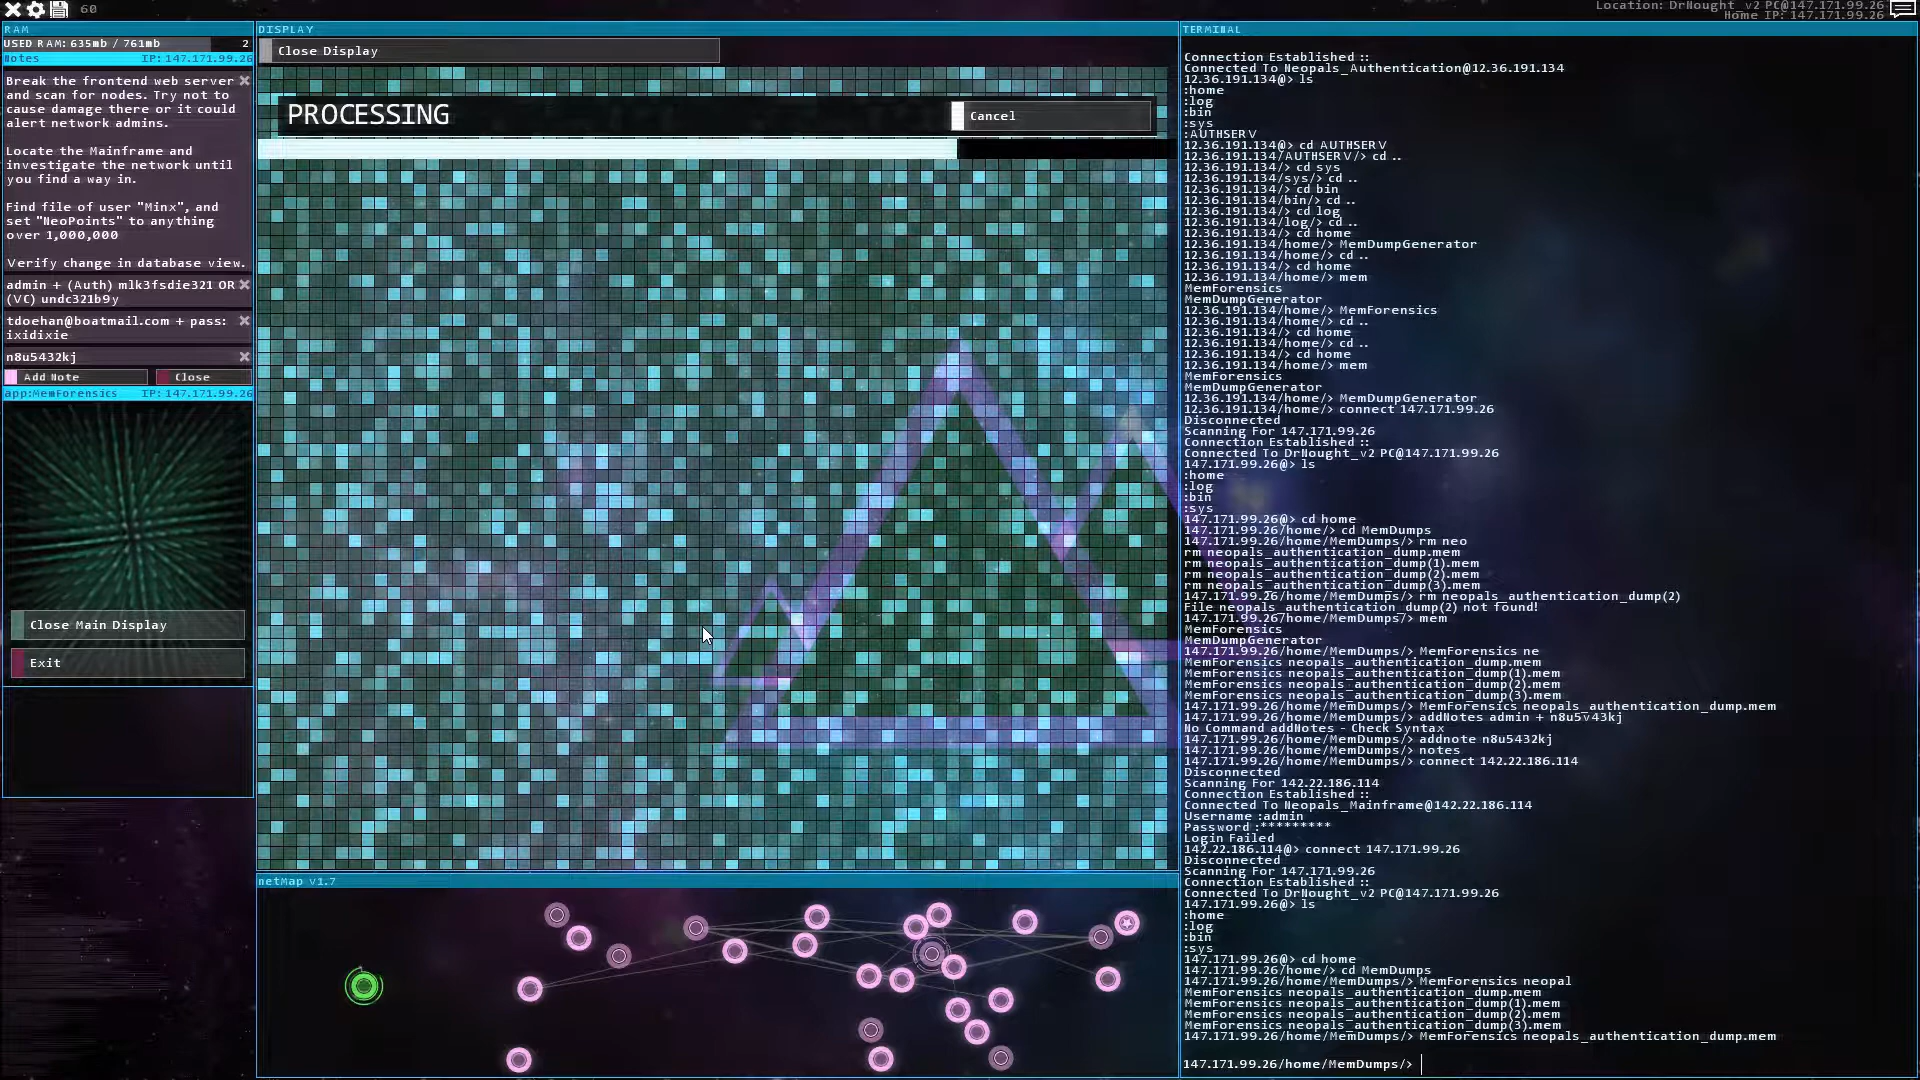 60
Location: DrNought_v2 PC@147.171.99.26
Home IP: 147.171.99.26
RAM
USED RAM: 635mb / 761mb
2
Notes
IP: 147.171.99.26
Break the frontend web server
and scan for nodes. Try not to
cause damage there or it could
alert network admins.
Locate the Mainframe and
investigate the network until
you find a way in.
Find file of user "Minx", and
set "NeoPoints" to anything
over 1,000,000
Verify change in database view.
admin + (Auth) mlk3fsdie321 OR
(VC) undc321b9y
tdoehan@boatmail.com + pass:
ixidixie
n8u5432kj
Add Note
Close
app:MemForensics
IP: 147.171.99.26
Close Main Display
Exit
DISPLAY
Close Display
PROCESSING
Cancel
netMap v1.7
TERMINAL
Connection Established ::
Connected To Neopals_Authentication@12.36.191.134
12.36.191.134@> ls
:home
:log
:bin
:sys
:AUTHSERV
12.36.191.134@> cd AUTHSERV
12.36.191.134/AUTHSERV/> cd ..
12.36.191.134/> cd sys
12.36.191.134/sys/> cd ..
12.36.191.134/> cd bin
12.36.191.134/bin/> cd ..
12.36.191.134/> cd log
12.36.191.134/log/> cd ..
12.36.191.134/> cd home
12.36.191.134/home/> MemDumpGenerator
12.36.191.134/home/> cd ..
12.36.191.134/> cd home
12.36.191.134/home/> mem
MemForensics
MemDumpGenerator
12.36.191.134/home/> MemForensics
12.36.191.134/home/> cd ..
12.36.191.134/> cd home
12.36.191.134/home/> cd ..
12.36.191.134/> cd home
12.36.191.134/home/> mem
MemForensics
MemDumpGenerator
12.36.191.134/home/> MemDumpGenerator
12.36.191.134/home/> connect 147.171.99.26
Disconnected
Scanning For 147.171.99.26
Connection Established ::
Connected To DrNought_v2 PC@147.171.99.26
147.171.99.26@> ls
:home
:log
:bin
:sys
147.171.99.26@> cd home
147.171.99.26/home/> cd MemDumps
147.171.99.26/home/MemDumps/> rm neo
rm neopals_authentication_dump.mem
rm neopals_authentication_dump(1).mem
rm neopals_authentication_dump(2).mem
rm neopals_authentication_dump(3).mem
147.171.99.26/home/MemDumps/> rm neopals_authentication_dump(2)
File neopals_authentication_dump(2) not found!
147.171.99.26/home/MemDumps/> mem
MemForensics
MemDumpGenerator
147.171.99.26/home/MemDumps/> MemForensics ne
MemForensics neopals_authentication_dump.mem
MemForensics neopals_authentication_dump(1).mem
MemForensics neopals_authentication_dump(2).mem
MemForensics neopals_authentication_dump(3).mem
147.171.99.26/home/MemDumps/> MemForensics neopals_authentication_dump.mem
147.171.99.26/home/MemDumps/> addNotes admin + n8u5v43kj
No Command addNotes - Check Syntax
147.171.99.26/home/MemDumps/> addnote n8u5432kj
147.171.99.26/home/MemDumps/> notes
147.171.99.26/home/MemDumps/> connect 142.22.186.114
Disconnected
Scanning For 142.22.186.114
Connection Established ::
Connected To Neopals_Mainframe@142.22.186.114
Username :admin
Password :*********
Login Failed
142.22.186.114@> connect 147.171.99.26
Disconnected
Scanning For 147.171.99.26
Connection Established ::
Connected To DrNought_v2 PC@147.171.99.26
147.171.99.26@> ls
:home
:log
:bin
:sys
147.171.99.26@> cd home
147.171.99.26/home/> cd MemDumps
147.171.99.26/home/MemDumps/> MemForensics neopal
MemForensics neopals_authentication_dump.mem
MemForensics neopals_authentication_dump(1).mem
MemForensics neopals_authentication_dump(2).mem
MemForensics neopals_authentication_dump(3).mem
147.171.99.26/home/MemDumps/> MemForensics neopals_authentication_dump.mem
147.171.99.26/home/MemDumps/>